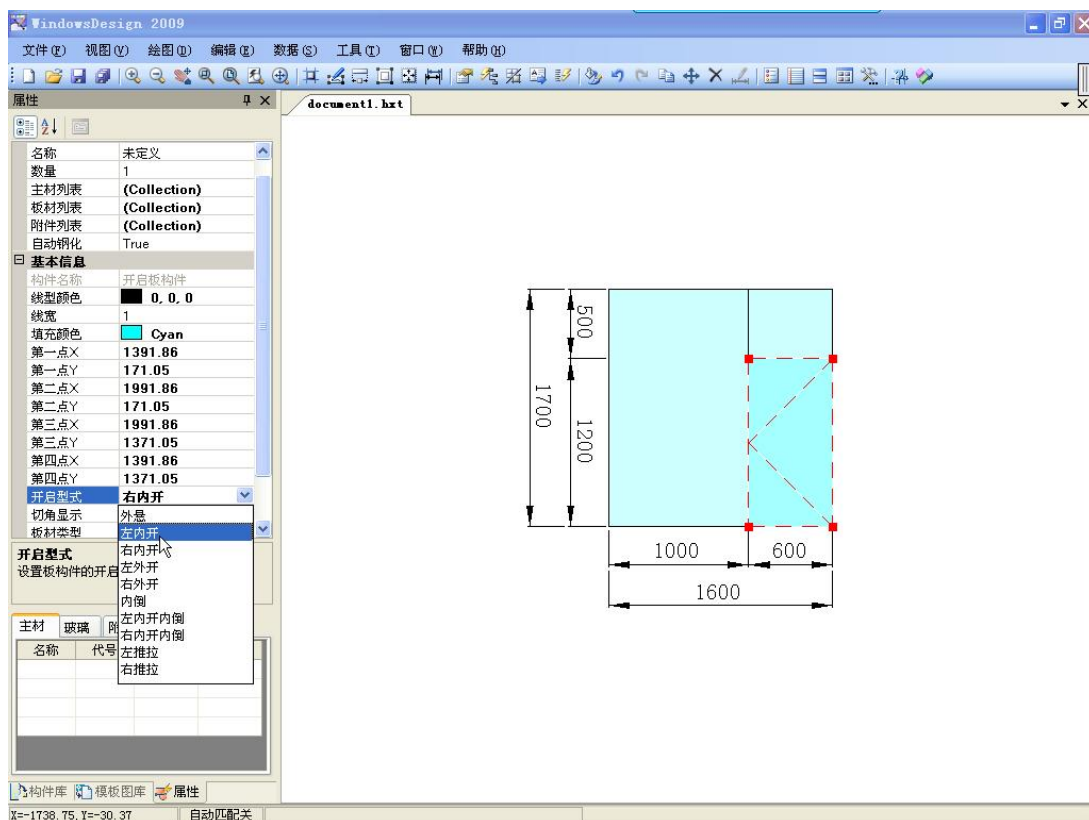 WindowsDesign 2009
文件(F) 视图(V) 绘图(D) 编辑(E) 数据(S) 工具(T) 窗口(W) 帮助(H)
属性
document1.hxt
名称 未定义
数量 1
主材列表 (Collection)
板材列表 (Collection)
附件列表 (Collection)
自动钢化 True
基本信息
构件名称 开启板构件
线型颜色 0, 0, 0
线宽 1
填充颜色 Cyan
第一点X 1391.86
第一点Y 171.05
第二点X 1991.86
第二点Y 171.05
第三点X 1991.86
第三点Y 1371.05
第四点X 1391.86
第四点Y 1371.05
开启型式 右内开
切角显示
板材类型
外悬
左内开
右内开
左外开
右外开
内倒
左内开内倒
右内开内倒
左推拉
右推拉
开启型式
设置板构件的开启
主材 玻璃 附
名称 代号
构件库 模板图库 属性
X=-1738.75,Y=-30.37 自动匹配关
500
1700
1200
1000 600
1600